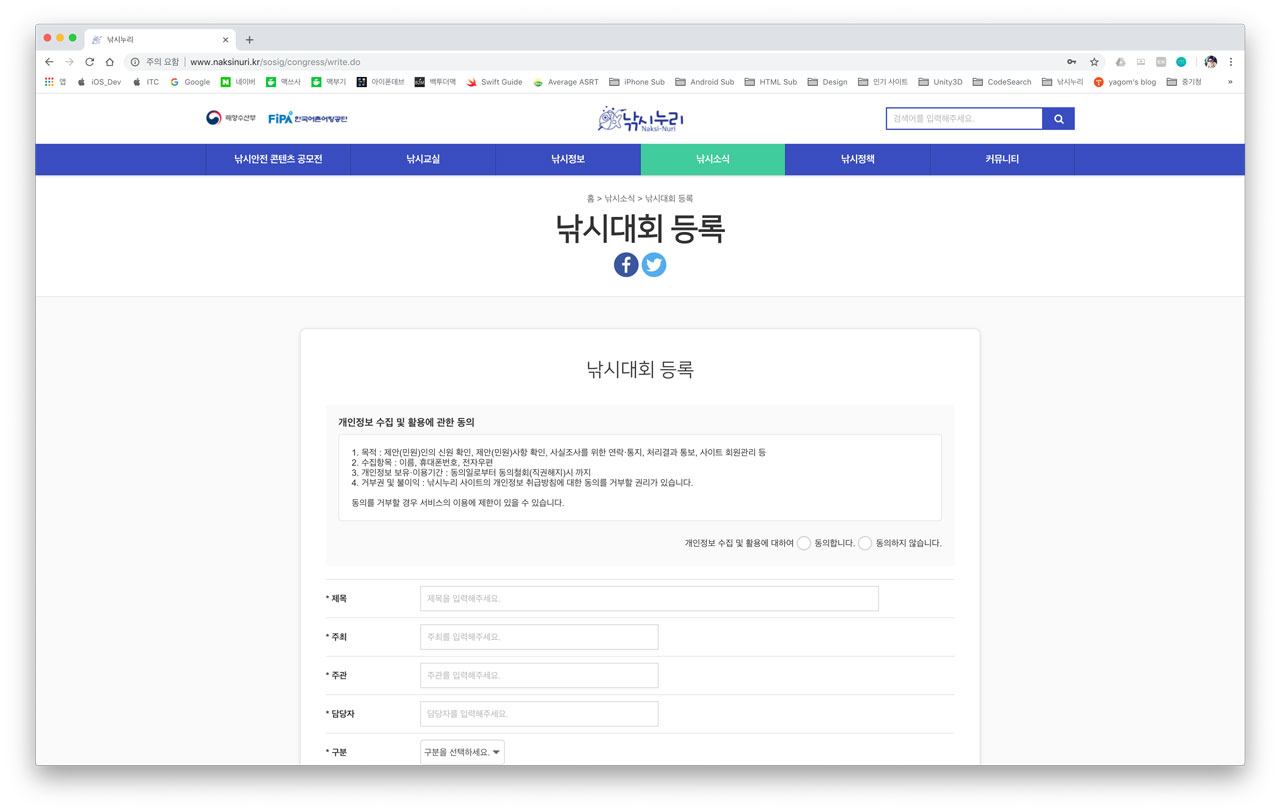 낚시누리
주의 요함 | www.naksinuri.kr/sosig/congress/write.do
앱 iOS_Dev ITC Google 네이버 맥쓰사 맥부기 아이폰데브 백투더맥 Swift Guide Average ASRT iPhone Sub Android Sub HTML Sub Design 인기 사이트 Unity3D CodeSearch 낚시누리 yagom's blog 중기청 »
해양수산부 FiPA 한국어촌어항공단 낚시누리 Naksi-Nuri 검색어를 입력해주세요.
낚시안전 콘텐츠 공모전 낚시교실 낚시정보 낚시소식 낚시정책 커뮤니티
홈 > 낚시소식 > 낚시대회 등록
낚시대회 등록
낚시대회 등록
개인정보 수집 및 활용에 관한 동의
1. 목적 : 제안(민원)인의 신원 확인, 제안(민원)사항 확인, 사실조사를 위한 연락·통지, 처리결과 통보, 사이트 회원관리 등
2. 수집항목 : 이름, 휴대폰번호, 전자우편
3. 개인정보 보유·이용기간 : 동의일로부터 동의철회(직권해지)시 까지
4. 거부권 및 불이익 : 낚시누리 사이트의 개인정보 취급방침에 대한 동의를 거부할 권리가 있습니다.
동의를 거부할 경우 서비스의 이용에 제한이 있을 수 있습니다.
개인정보 수집 및 활용에 대하여 동의합니다. 동의하지 않습니다.
* 제목 제목을 입력해주세요.
* 주최 주최를 입력해주세요.
* 주관 주관를 입력해주세요.
* 담당자 담당자를 입력해주세요.
* 구분 구분을 선택하세요.